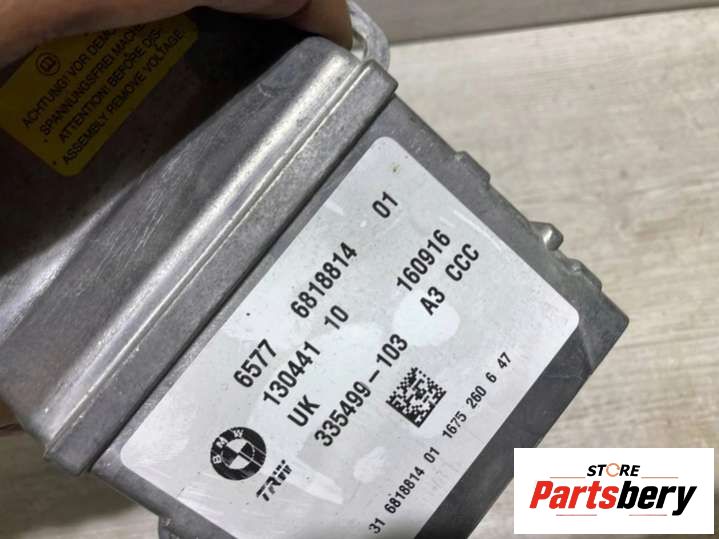 ACHTUNG! VOR DEM
SPANNUNGSFREI MACH
ATTENTION! BEFORE DIS-
ASSEMBLY REMOVE VOLTAGE!
6577 6818814 01
130441 10 160916
UK
335499-103 A3 CCC
BMW
TRW
31 6818814 01 1675 260 6 47
STORE
Partsbery